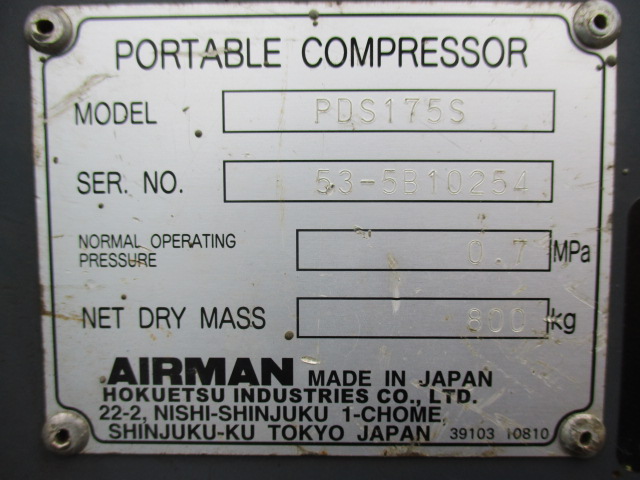 PORTABLE COMPRESSOR
MODEL PDS175S
SER. NO. 53-5B10254
NORMAL OPERATING
PRESSURE 0.7 MPa
NET DRY MASS 800 kg
AIRMAN MADE IN JAPAN
HOKUETSU INDUSTRIES CO., LTD.
22-2, NISHI-SHINJUKU 1-CHOME,
SHINJUKU-KU TOKYO JAPAN 39103 10810